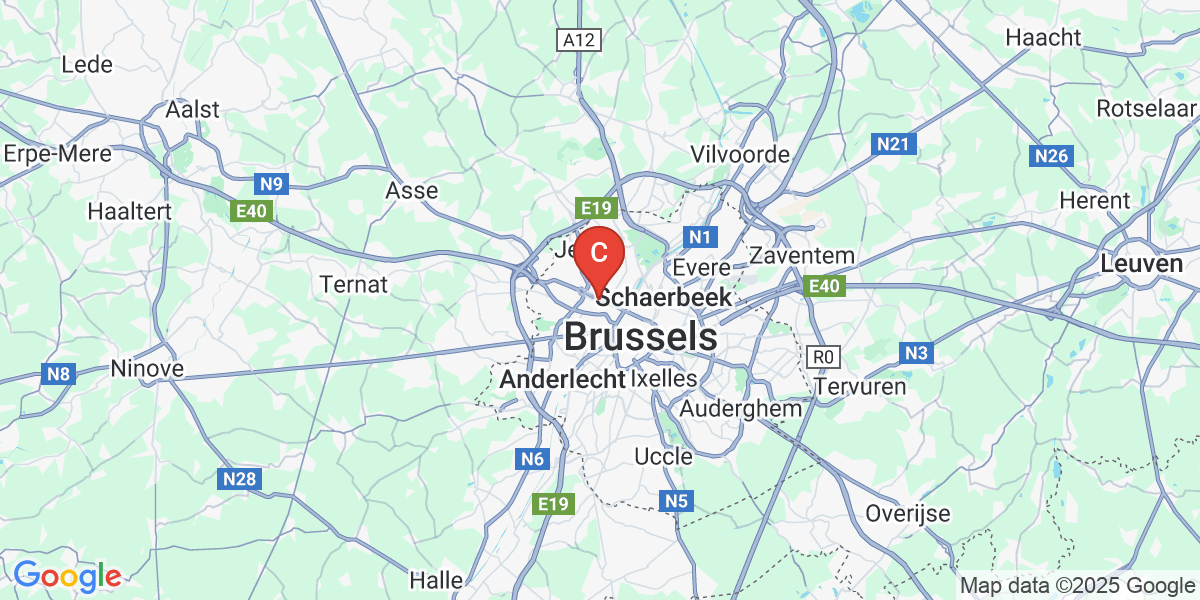 A12
Haacht
Lede
Aalst
Rotselaar
N21
Erpe-Mere
Vilvoorde
N26
N9
Asse
Herent
Haaltert
E40
E19
N1
Je
C
Zaventem
Evere
Leuven
Ternat
E40
Schaerbeek
Brussels
N8
Ninove
R0
N3
Anderlecht
Ixelles
Tervuren
Auderghem
N6
Uccle
N28
E19
N5
Overijse
Google
Halle
Map data ©2025 Google